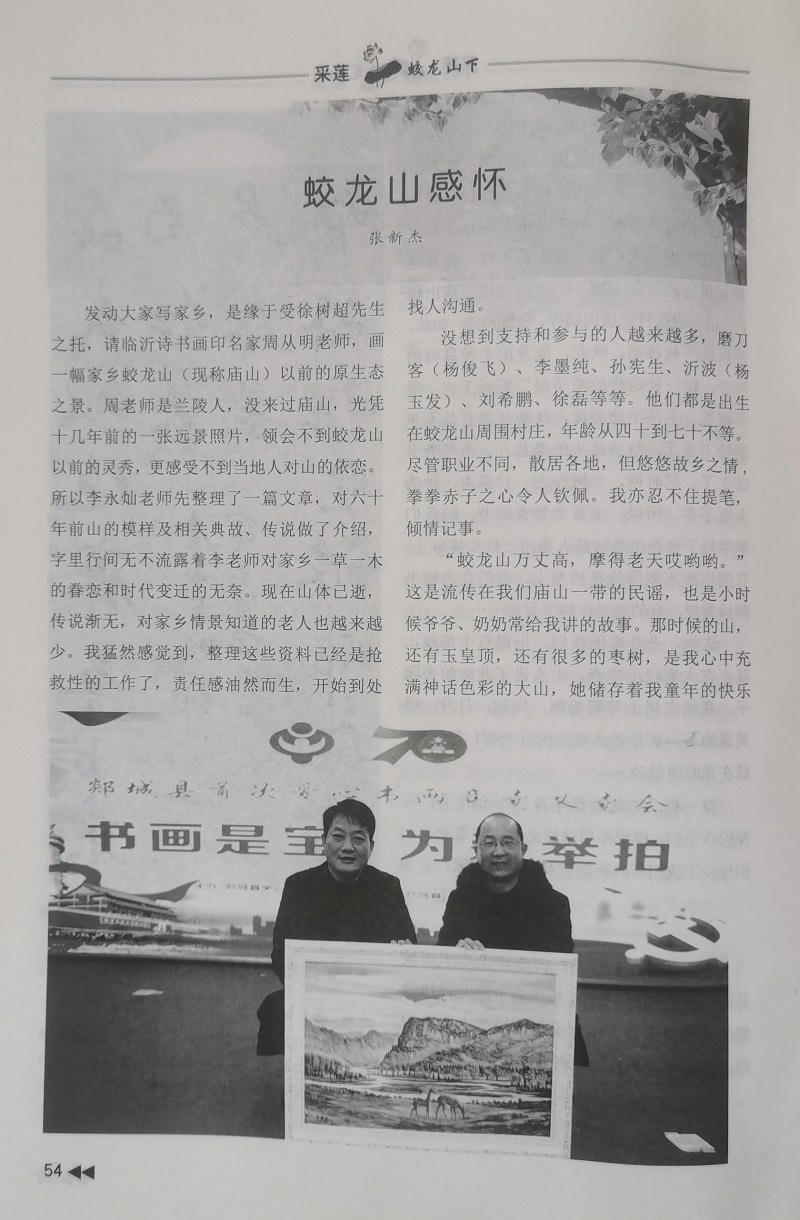 采莲 蛟龙山下
蛟龙山感怀
张新杰
发动大家写家乡，是缘于受徐树超先生
之托，请临沂诗书画印名家周从明老师，画
一幅家乡蛟龙山（现称庙山）以前的原生态
之景。周老师是兰陵人，没来过庙山，光凭
十几年前的一张远景照片，领会不到蛟龙山
以前的灵秀，更感受不到当地人对山的依恋。
所以李永灿老师先整理了一篇文章，对六十
年前山的模样及相关典故、传说做了介绍，
字里行间无不流露着李老师对家乡一草一木
的眷恋和时代变迁的无奈。现在山体已逝，
传说渐无，对家乡情景知道的老人也越来越
少。我猛然感觉到，整理这些资料已经是抢
救性的工作了，责任感油然而生，开始到处
找人沟通。
没想到支持和参与的人越来越多，磨刀
客（杨俊飞）、李墨纯、孙宪生、沂波（杨
玉发）、刘希鹏、徐磊等等。他们都是出生
在蛟龙山周围村庄，年龄从四十到七十不等。
尽管职业不同，散居各地，但悠悠故乡之情，
拳拳赤子之心令人钦佩。我亦忍不住提笔，
倾情记事。
“蛟龙山万丈高，摩得老天哎哟哟。”
这是流传在我们庙山一带的民谣，也是小时
候爷爷、奶奶常给我讲的故事。那时候的山，
还有玉皇顶，还有很多的枣树，是我心中充
满神话色彩的大山，她储存着我童年的快乐
70
郯城县首次爱心书画
书画是宝 为 举拍
54